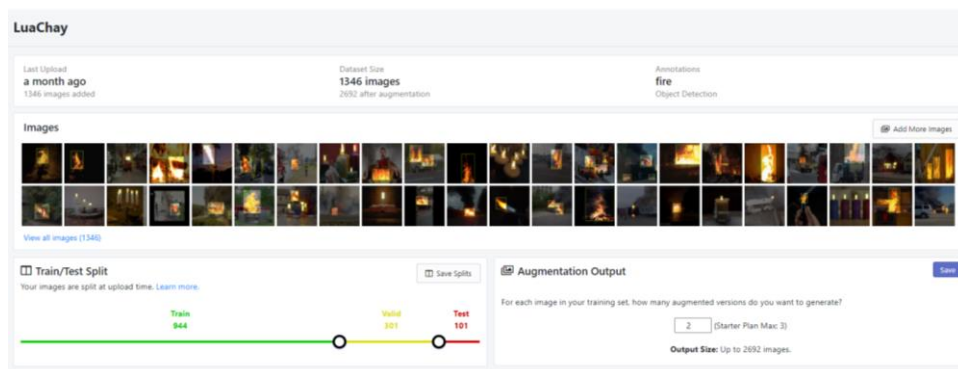 LuaChay
Last Upload
a month ago
1346 images added
Dataset Size
1346 images
2692 after augmentation
Annotations
fire
Object Detection
Images
Add More Images
View all images (1346)
Train/Test Split
Save Splits
Your images are split at upload time. Learn more.
Train
944
Valid
301
Test
101
Augmentation Output
Save
For each image in your training set, how many augmented versions do you want to generate?
2 (Starter Plan Max: 3)
Output Size: Up to 2692 images.